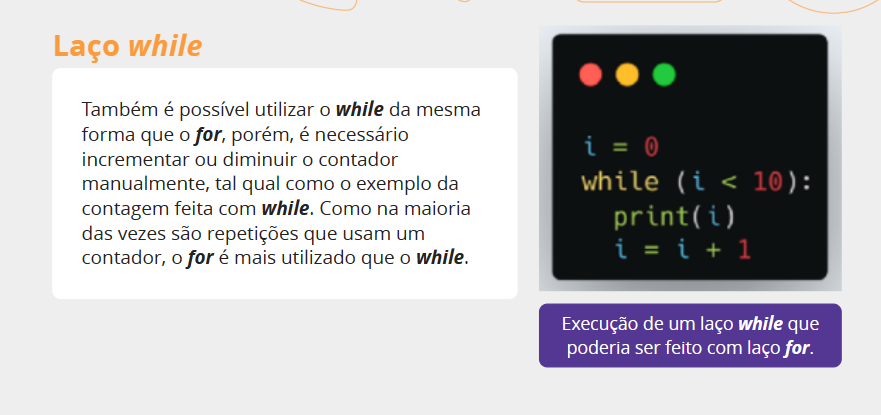 Laço while
Também é possível utilizar o while da mesma
forma que o for, porém, é necessário
incrementar ou diminuir o contador
manualmente, tal qual como o exemplo da
contagem feita com while. Como na maioria
das vezes são repetições que usam um
contador, o for é mais utilizado que o while.
i = 0
while (i < 10):
  print(i)
  i = i + 1
Execução de um laço while que
poderia ser feito com laço for.